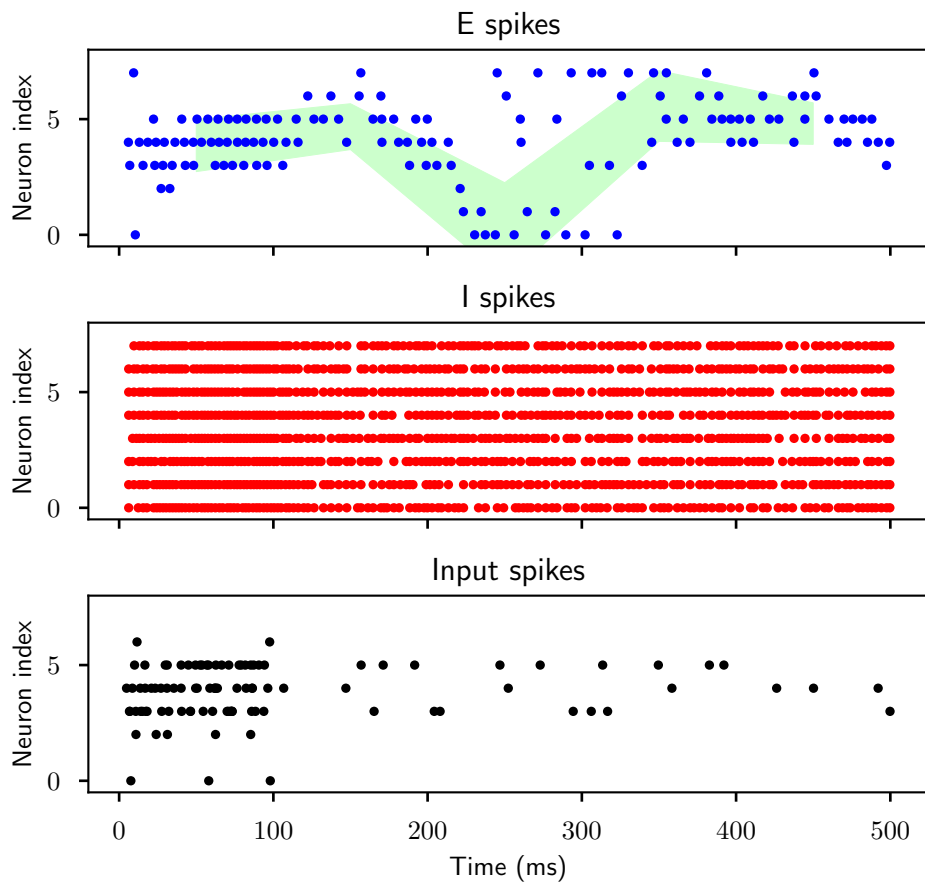 E spikes
Neuron index
5
0
I spikes
Neuron index
5
0
Input spikes
Neuron index
5
0
0 100 200 300 400 500
Time (ms)